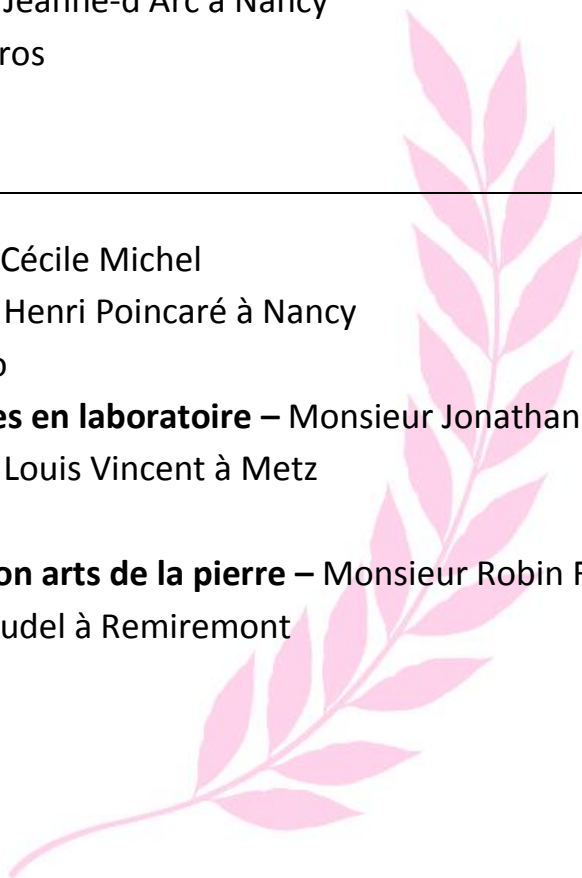 Jeanne-d'Arc à Nancy
ros
Cécile Michel
Henri Poincaré à Nancy
es en laboratoire – Monsieur Jonathan
Louis Vincent à Metz
on arts de la pierre – Monsieur Robin
udel à Remiremont